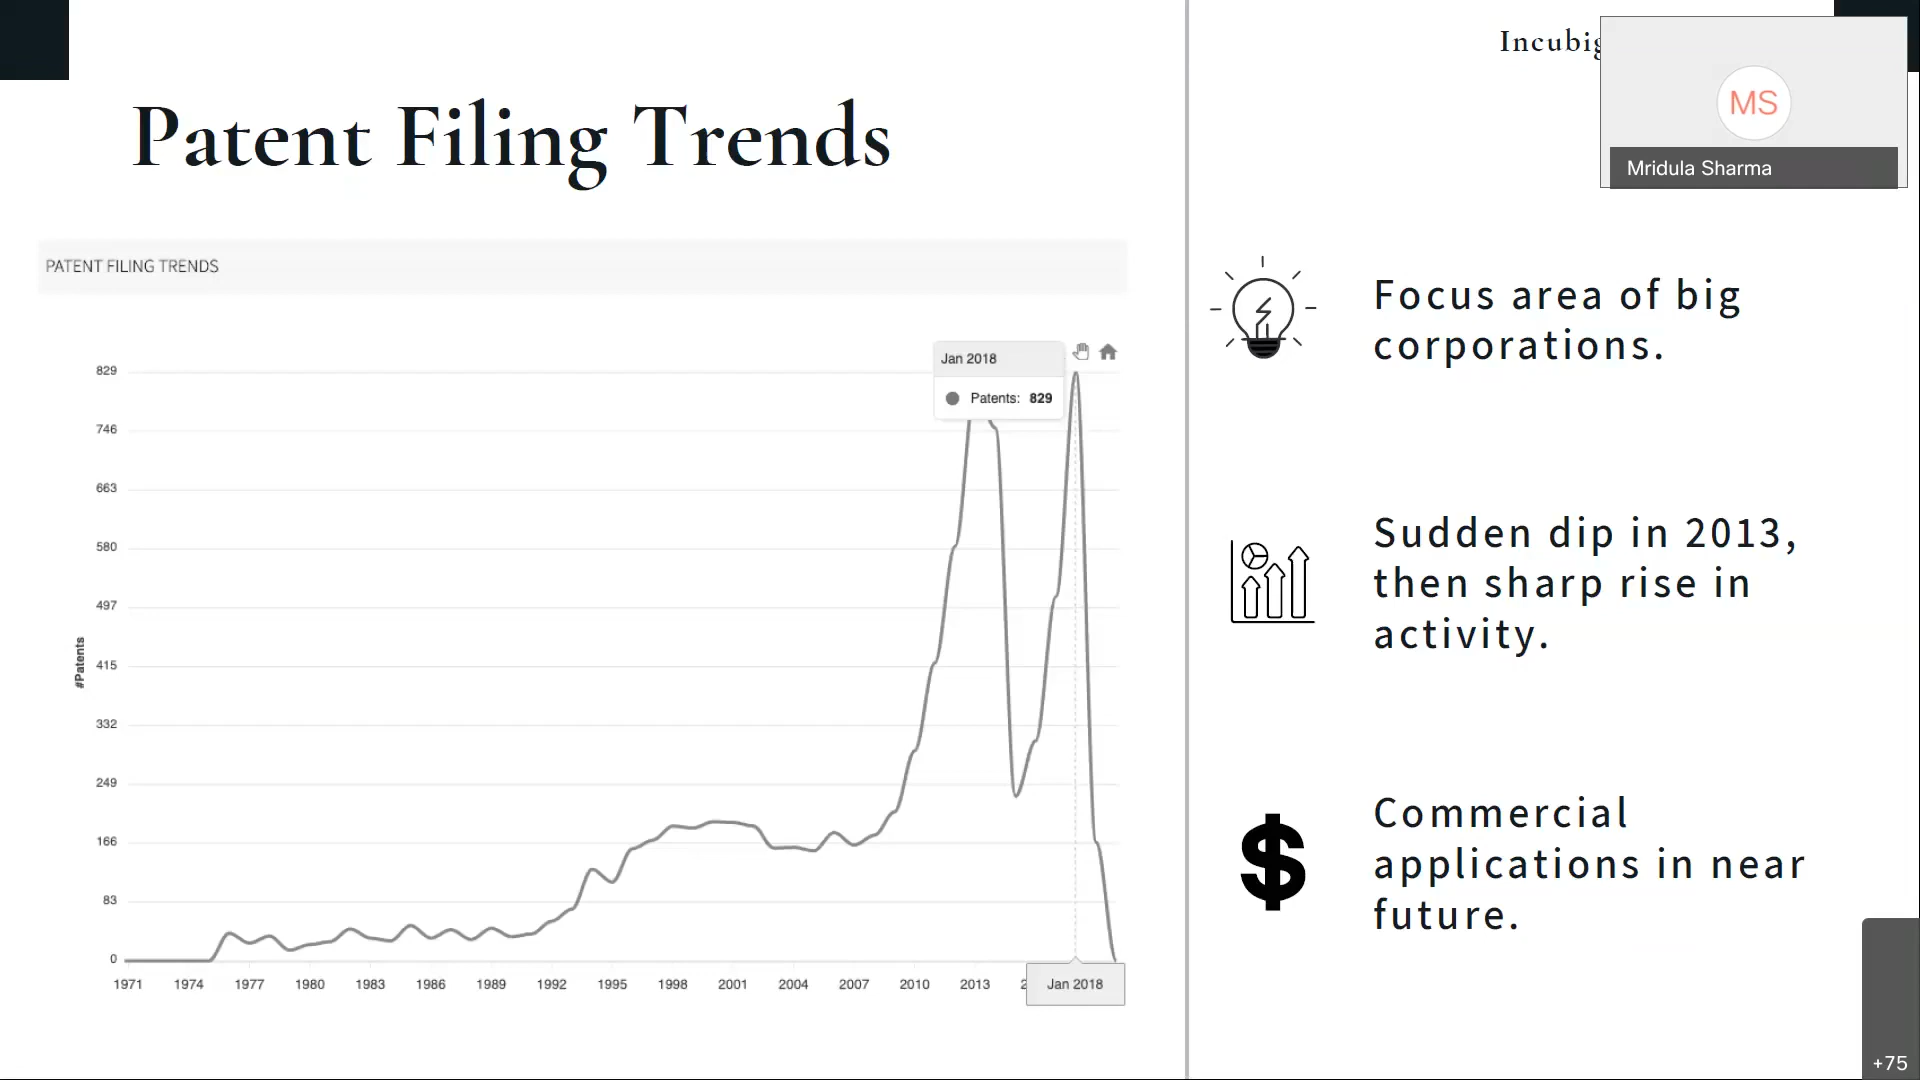 Patent Filing Trends
PATENT FILING TRENDS
829
746
663
580
497
415
332
249
166
83
0
#Patents
Jan 2018
Patents: 829
1971 1974 1977 1980 1983 1986 1989 1992 1995 1998 2001 2004 2007 2010 2013
Jan 2018
MS
Mridula Sharma
Focus area of big
corporations.
Sudden dip in 2013,
then sharp rise in
activity.
$
Commercial
applications in near
future.
+75